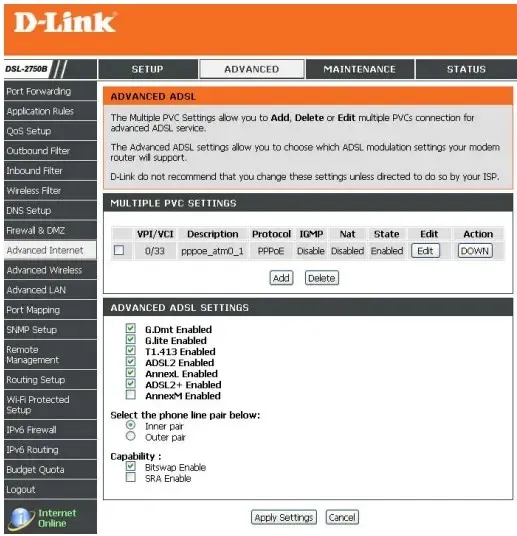 D-Link
DSL-2750B
SETUP
ADVANCED
MAINTENANCE
STATUS
Port Forwarding
Application Rules
QoS Setup
Outbound Filter
Inbound Filter
Wireless Filter
DNS Setup
Firewall & DMZ
Advanced Internet
Advanced Wireless
Advanced LAN
Port Mapping
SNMP Setup
Remote
Management
Routing Setup
Wi-Fi Protected
Setup
IPv6 Firewall
IPv6 Routing
Budget Quota
Logout
Internet
Online
ADVANCED ADSL
The Multiple PVC Settings allow you to Add, Delete or Edit multiple PVCs connection for
advanced ADSL service.
The Advanced ADSL settings allow you to choose which ADSL modulation settings your modem
router will support.
D-Link do not recommend that you change these settings unless directed to do so by your ISP.
MULTIPLE PVC SETTINGS
VPI/VCI Description Protocol IGMP Nat State Edit Action
0/33 pppoe_atm0_1 PPPoE Disable Disabled Enabled Edit DOWN
Add Delete
ADVANCED ADSL SETTINGS
G.Dmt Enabled
G.lite Enabled
T1.413 Enabled
ADSL2 Enabled
AnnexL Enabled
ADSL2+ Enabled
AnnexM Enabled
Select the phone line pair below:
Inner pair
Outer pair
Capability :
Bitswap Enable
SRA Enable
Apply Settings Cancel